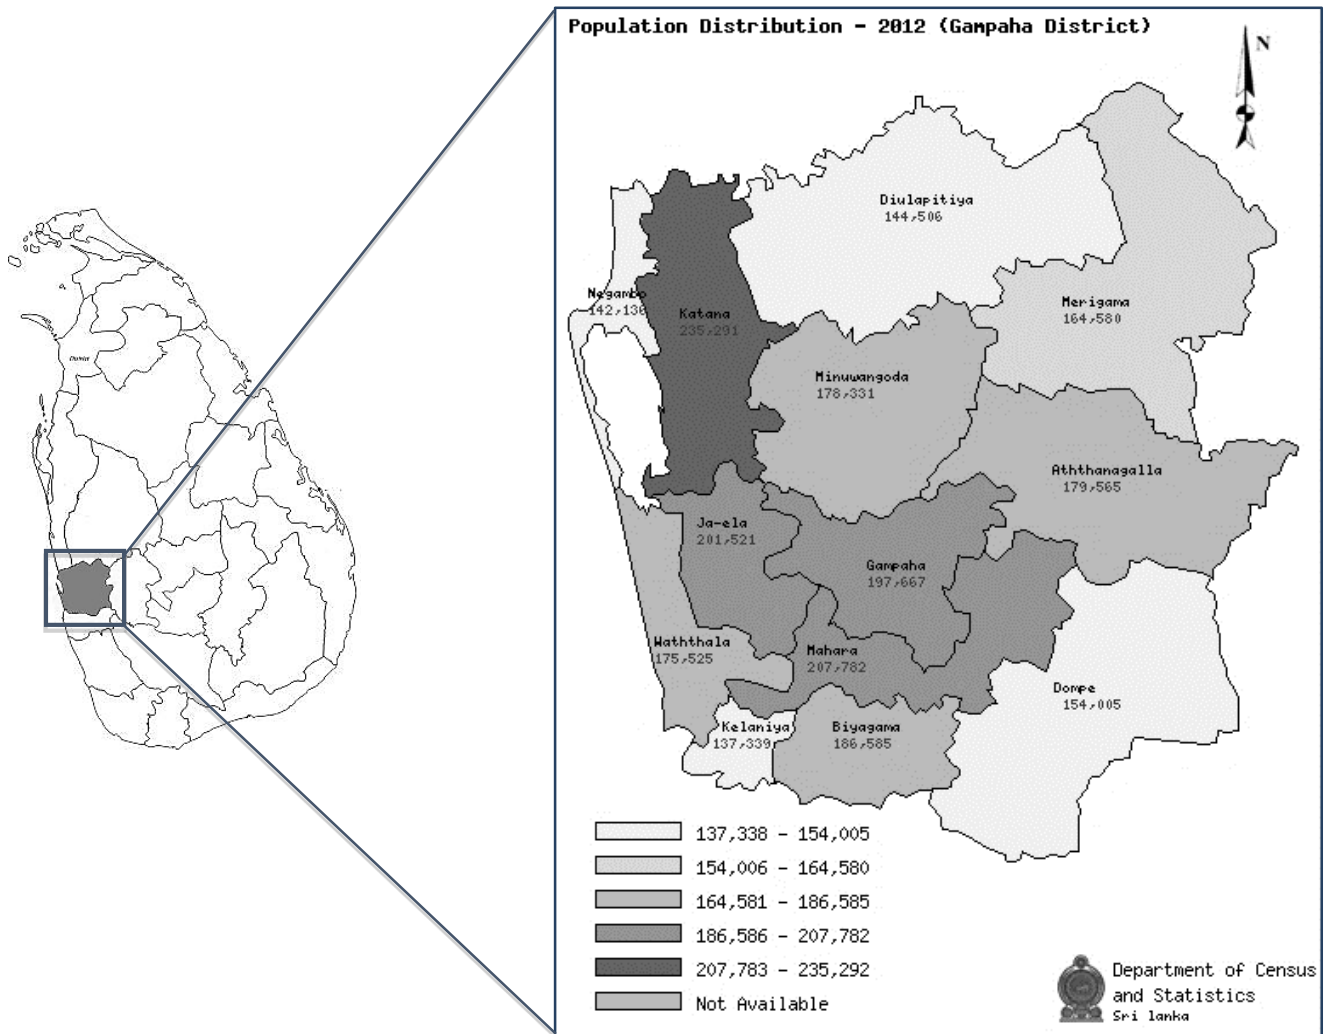 Population Distribution - 2012 (Gampaha District)
N
Diulapitiya
144,506
Negambo
142,136
Katana
235,291
Merigama
164,580
Minuwangoda
178,331
Aththanagalla
179,565
Ja-ela
201,521
Gampaha
197,667
Waththala
175,525
Mahara
207,782
Dompe
154,005
Kelaniya
137,339
Biyagama
186,585
137,338 - 154,005
154,006 - 164,580
164,581 - 186,585
186,586 - 207,782
207,783 - 235,292
Not Available
Department of Census
and Statistics
Sri lanka